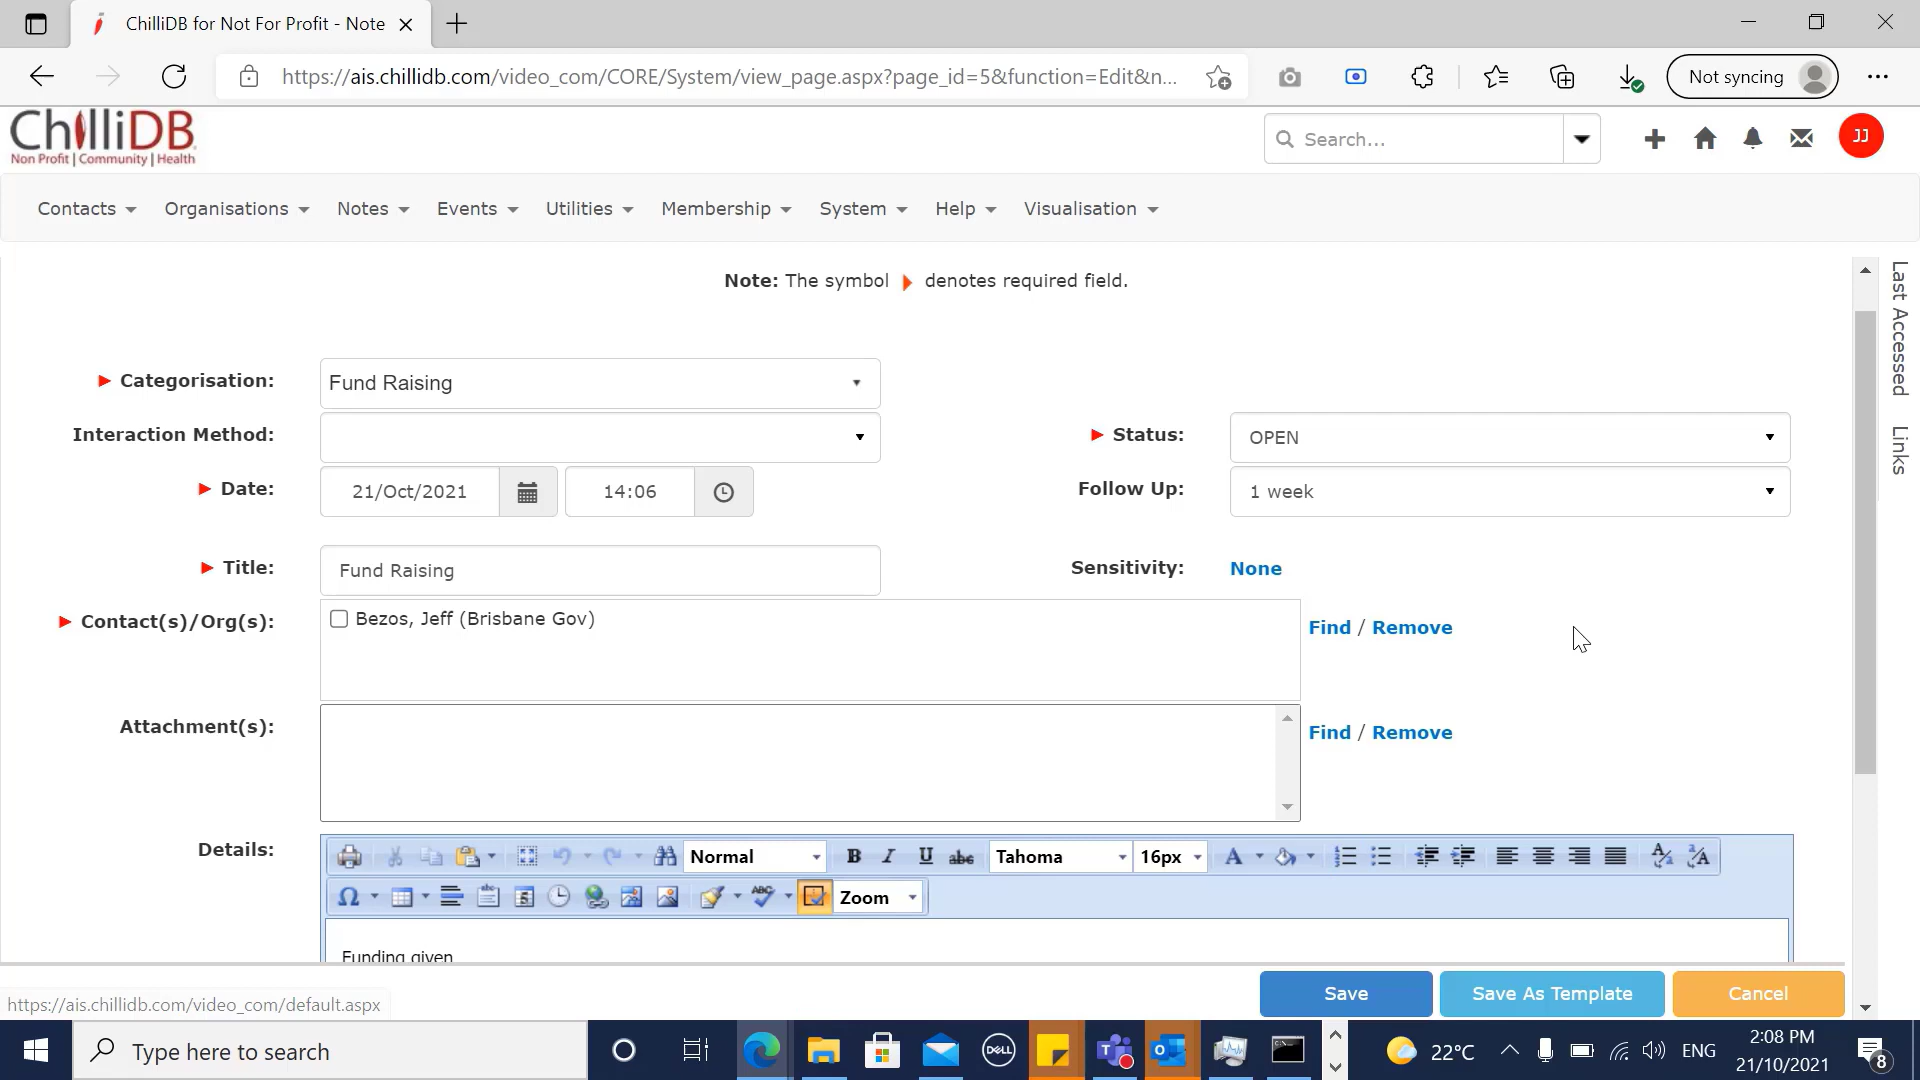 ChilliDB for Not For Profit - Note
https://ais.chillidb.com/video_com/CORE/System/view_page.aspx?page_id=5&function=Edit&n...
Not syncing
ChilliDB
Non Profit | Community | Health
Search...
JJ
Contacts
Organisations
Notes
Events
Utilities
Membership
System
Help
Visualisation
Note: The symbol denotes required field.
Categorisation:
Fund Raising
Interaction Method:
Status:
OPEN
Date:
21/Oct/2021
14:06
Follow Up:
1 week
Title:
Fund Raising
Sensitivity:
None
Contact(s)/Org(s):
Bezos, Jeff (Brisbane Gov)
Find / Remove
Attachment(s):
Find / Remove
Details:
Normal
B
I
U
abc
Tahoma
16px
A
Ω
ABC
Zoom
Funding given
Last Accessed
Links
Save
Save As Template
Cancel
https://ais.chillidb.com/video_com/default.aspx
Type here to search
DELL
22°C
ENG
2:08 PM
21/10/2021
8